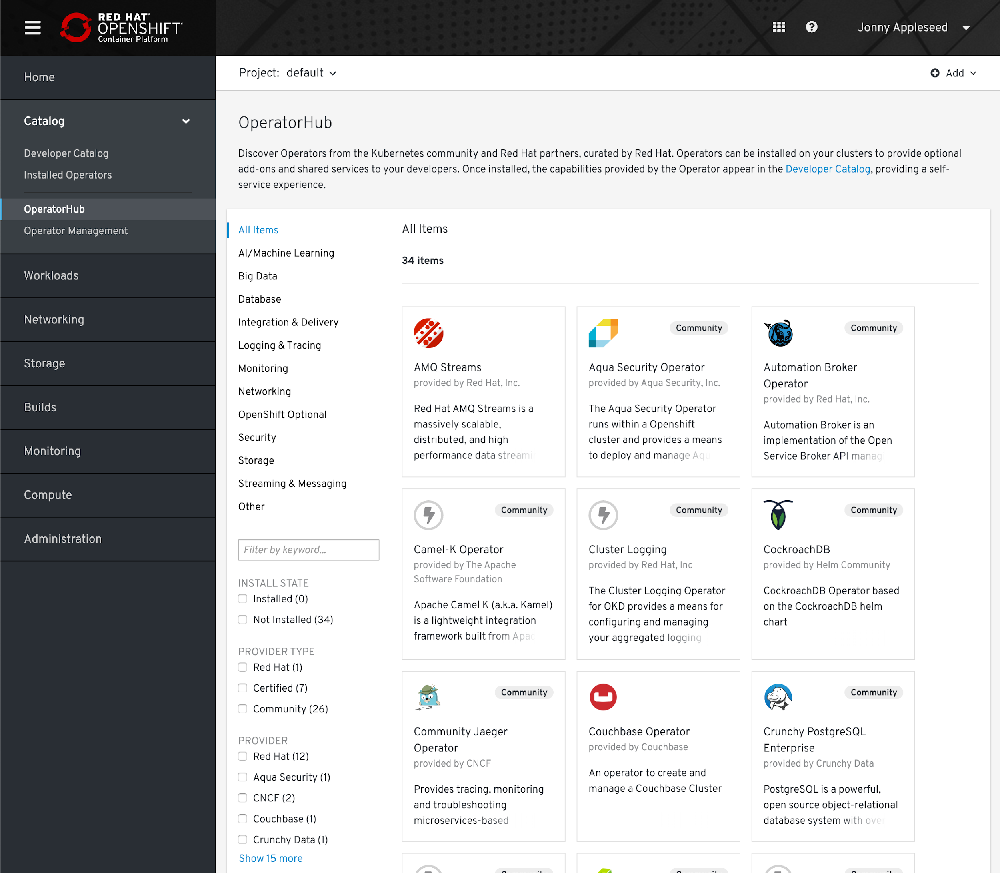 RED HAT
OPENSHIFT
Container Platform
Jonny Appleseed
Home
Catalog
Developer Catalog
Installed Operators
OperatorHub
Operator Management
Workloads
Networking
Storage
Builds
Monitoring
Compute
Administration
Project: default
Add
OperatorHub
Discover Operators from the Kubernetes community and Red Hat partners, curated by Red Hat. Operators can be installed on your clusters to provide optional
add-ons and shared services to your developers. Once installed, the capabilities provided by the Operator appear in the Developer Catalog, providing a self-
service experience.
All Items
AI/Machine Learning
Big Data
Database
Integration & Delivery
Logging & Tracing
Monitoring
Networking
OpenShift Optional
Security
Storage
Streaming & Messaging
Other
Filter by keyword...
INSTALL STATE
Installed (0)
Not Installed (34)
PROVIDER TYPE
Red Hat (1)
Certified (7)
Community (26)
PROVIDER
Red Hat (12)
Aqua Security (1)
CNCF (2)
Couchbase (1)
Crunchy Data (1)
Show 15 more
All Items
34 items
AMQ Streams
provided by Red Hat, Inc.
Red Hat AMQ Streams is a
massively scalable,
distributed, and high
performance data streami
Community
Aqua Security Operator
provided by Aqua Security, Inc.
The Aqua Security Operator
runs within a Openshift
cluster and provides a means
to deploy and manage Aqu
Community
Automation Broker
Operator
provided by Red Hat, Inc.
Automation Broker is an
implementation of the Open
Service Broker API manag
Community
Camel-K Operator
provided by The Apache
Software Foundation
Apache Camel K (a.k.a. Kamel)
is a lightweight integration
framework built from Apac
Community
Cluster Logging
provided by Red Hat, Inc
The Cluster Logging Operator
for OKD provides a means for
configuring and managing
your aggregated logging
Community
CockroachDB
provided by Helm Community
CockroachDB Operator based
on the CockroachDB helm
chart
Community
Community Jaeger
Operator
provided by CNCF
Provides tracing, monitoring
and troubleshooting
microservices-based
Couchbase Operator
provided by Couchbase
An operator to create and
manage a Couchbase Cluster
Community
Crunchy PostgreSQL
Enterprise
provided by Crunchy Data
PostgreSQL is a powerful,
open source object-relational
database system with over
Community
Community
Community